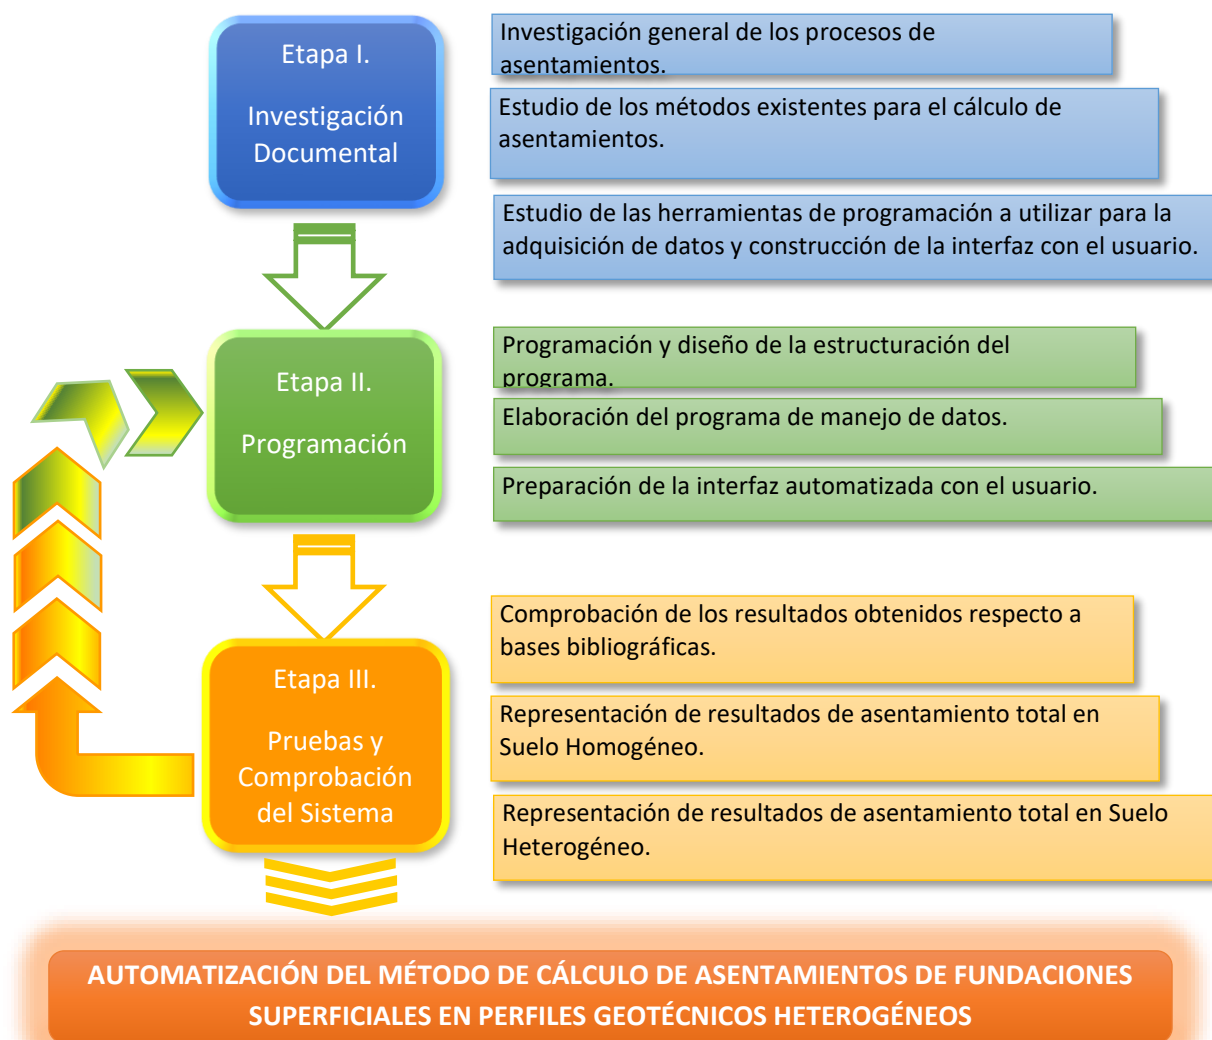 Etapa I.
Investigación
Documental
Investigación general de los procesos de
asentamientos.
Estudio de los métodos existentes para el cálculo de
asentamientos.
Estudio de las herramientas de programación a utilizar para la
adquisición de datos y construcción de la interfaz con el usuario.
Etapa II.
Programación
Programación y diseño de la estructuración del
programa.
Elaboración del programa de manejo de datos.
Preparación de la interfaz automatizada con el usuario.
Etapa III.
Pruebas y
Comprobación
del Sistema
Comprobación de los resultados obtenidos respecto a
bases bibliográficas.
Representación de resultados de asentamiento total en
Suelo Homogéneo.
Representación de resultados de asentamiento total en Suelo
Heterogéneo.
AUTOMATIZACIÓN DEL MÉTODO DE CÁLCULO DE ASENTAMIENTOS DE FUNDACIONES
SUPERFICIALES EN PERFILES GEOTÉCNICOS HETEROGÉNEOS